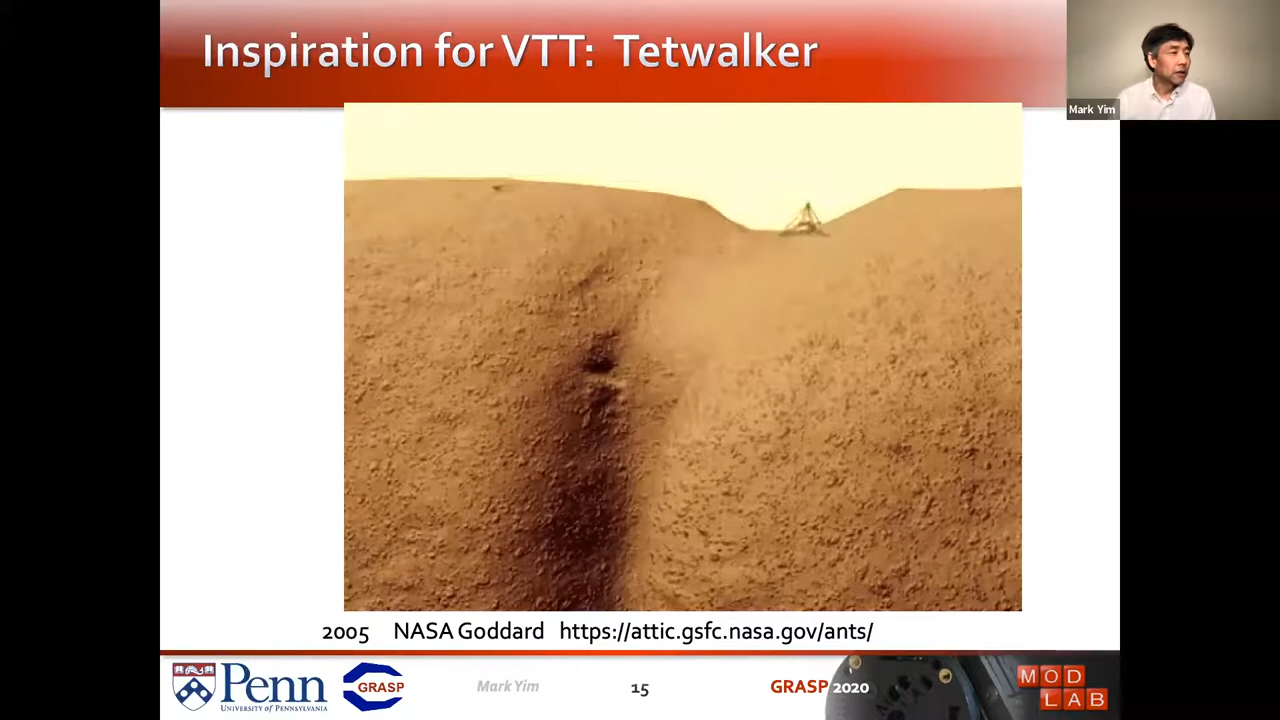 Inspiration for VTT: Tetwalker
Mark Yim
2005 NASA Goddard https://attic.gsfc.nasa.gov/ants/
Penn
UNIVERSITY OF PENNSYLVANIA
GRASP
Mark Yim
15
GRASP 2020
MOD
LAB